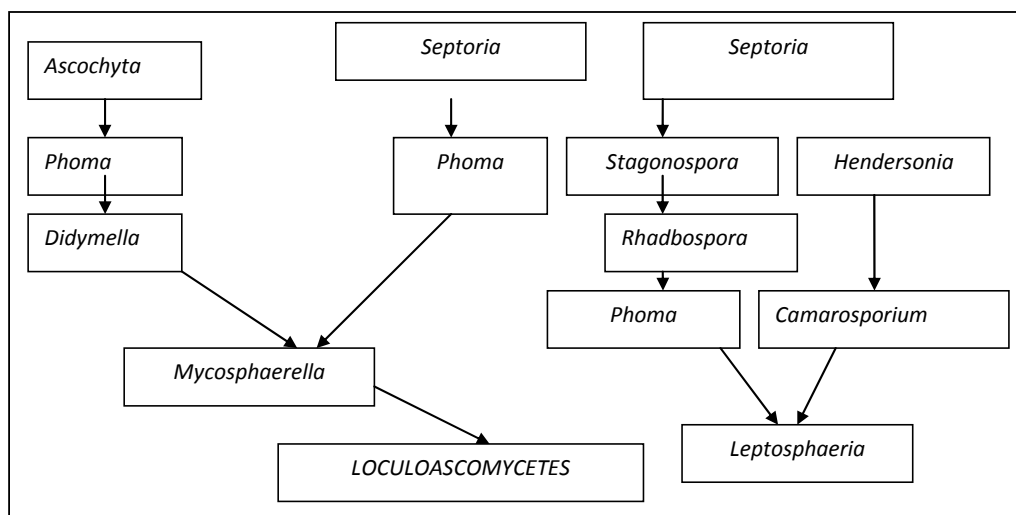 Septoria
Septoria
Ascochyta
Phoma
Phoma
Stagonospora
Hendersonia
Didymella
Rhadbospora
Phoma
Camarosporium
Mycosphaerella
Leptosphaeria
LOCULOASCOMYCETES